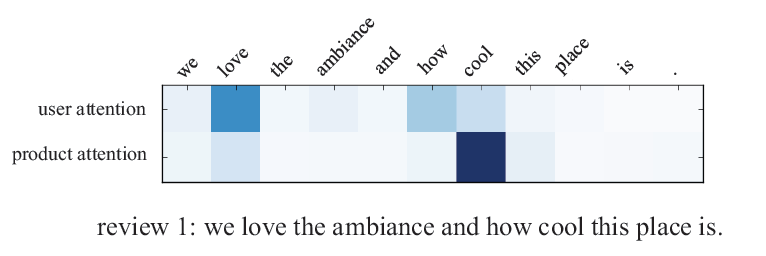 we love the ambiance and how cool this place is .
user attention
product attention
review 1: we love the ambiance and how cool this place is.